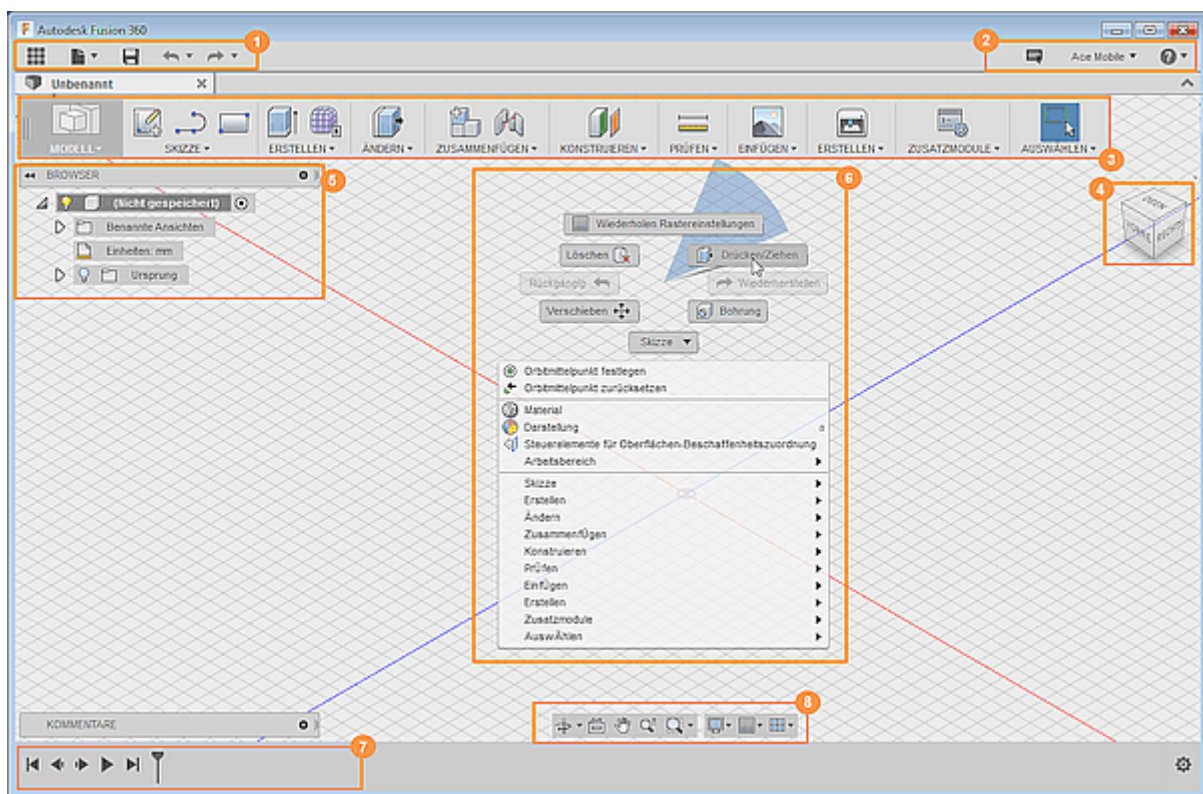 F Autodesk Fusion 360
1
2
Ace Mobile
Unbenannt
MODELL
SKIZZE
ERSTELLEN
ÄNDERN
ZUSAMMENFÜGEN
KONSTRUIEREN
PRÜFEN
EINFÜGEN
ERSTELLEN
ZUSATZMODULE
AUSWÄHLEN
3
BROWSER
5
6
4
(Nicht gespeichert)
Benannte Ansichten
Einheiten: mm
Ursprung
OBEN
VORNE
RECHTS
Wiederholen Rastereinstellungen
Löschen
Drücken/Ziehen
Rückgängig
Wiederherstellen
Verschieben
Bohrung
Skizze
Orbitmittelpunkt festlegen
Orbitmittelpunkt zurücksetzen
Material
Darstellung a
Steuerelemente für Oberflächen-Beschaffenheitszuordnung
Arbeitsbereich
Skizze
Erstellen
Ändern
Zusammenfügen
Konstruieren
Prüfen
Einfügen
Erstellen
Zusatzmodule
AuswÄhlen
KOMMENTARE
8
7